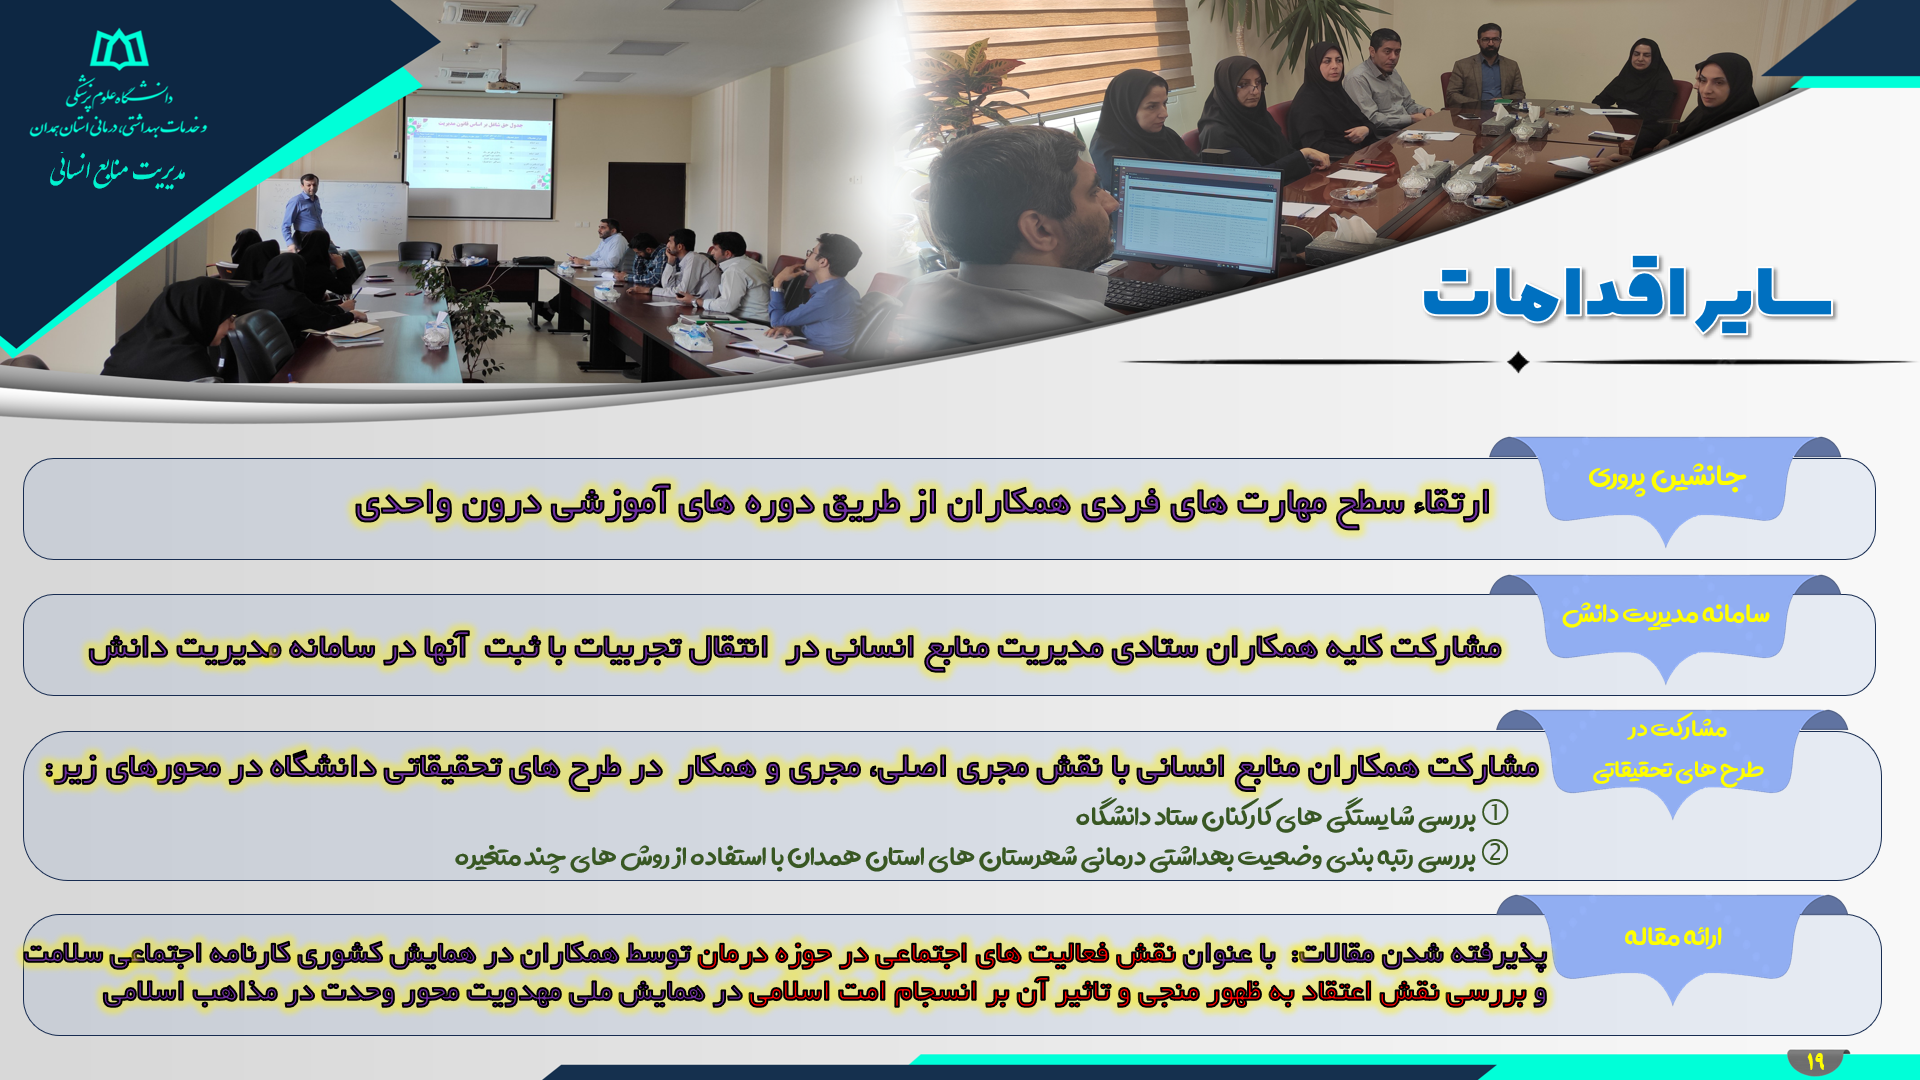 دانشگاه علوم پزشکی
و خدمات بهداشتی، درمانی استان همدان
مدیریت منابع انسانی
جدول حق شاغل بر اساس قانون مدیریت
سایر اقدامات
جانشین پروری
ارتقاء سطح مهارت های فردی همکاران از طریق دوره های آموزشی درون واحدی
سامانه مدیریت دانش
مشارکت کلیه همکاران ستادی مدیریت منابع انسانی در انتقال تجربیات با ثبت آنها در سامانه مدیریت دانش
مشارکت در
طرح های تحقیقاتی
مشارکت همکاران منابع انسانی با نقش مجری اصلی، مجری و همکار در طرح های تحقیقاتی دانشگاه در محورهای زیر:
① بررسی شایستگی های کارکنان ستاد دانشگاه
② بررسی رتبه بندی وضعیت بهداشتی درمانی شهرستان های استان همدان با استفاده از روش های چند متغیره
ارائه مقاله
پذیرفته شدن مقالات: با عنوان نقش فعالیت های اجتماعی در حوزه درمان توسط همکاران در همایش کشوری کارنامه اجتماعی سلامت
و بررسی نقش اعتقاد به ظهور منجی و تاثیر آن بر انسجام امت اسلامی در همایش ملی مهدویت محور وحدت در مذاهب اسلامی
۱۹